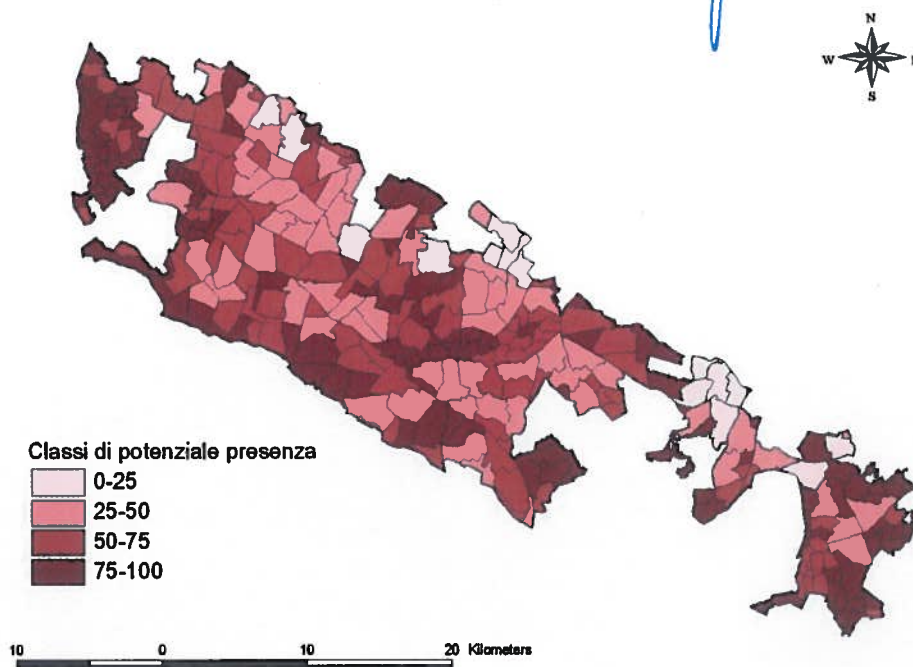 N
W
S
Classi di potenziale presenza
0-25
25-50
50-75
75-100
10 0 10 20 Kilometers